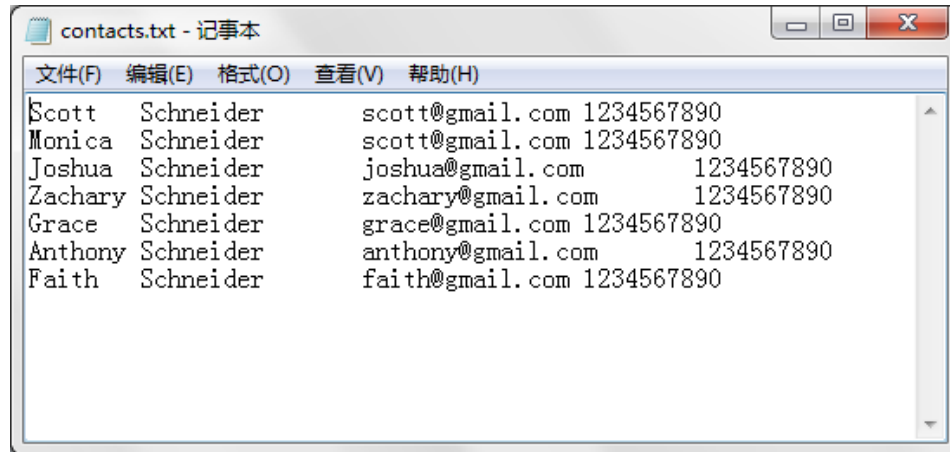 contacts.txt - 记事本
文件(F) 编辑(E) 格式(O) 查看(V) 帮助(H)
Scott Schneider scott@gmail.com 1234567890
Monica Schneider scott@gmail.com 1234567890
Joshua Schneider joshua@gmail.com 1234567890
Zachary Schneider zachary@gmail.com 1234567890
Grace Schneider grace@gmail.com 1234567890
Anthony Schneider anthony@gmail.com 1234567890
Faith Schneider faith@gmail.com 1234567890